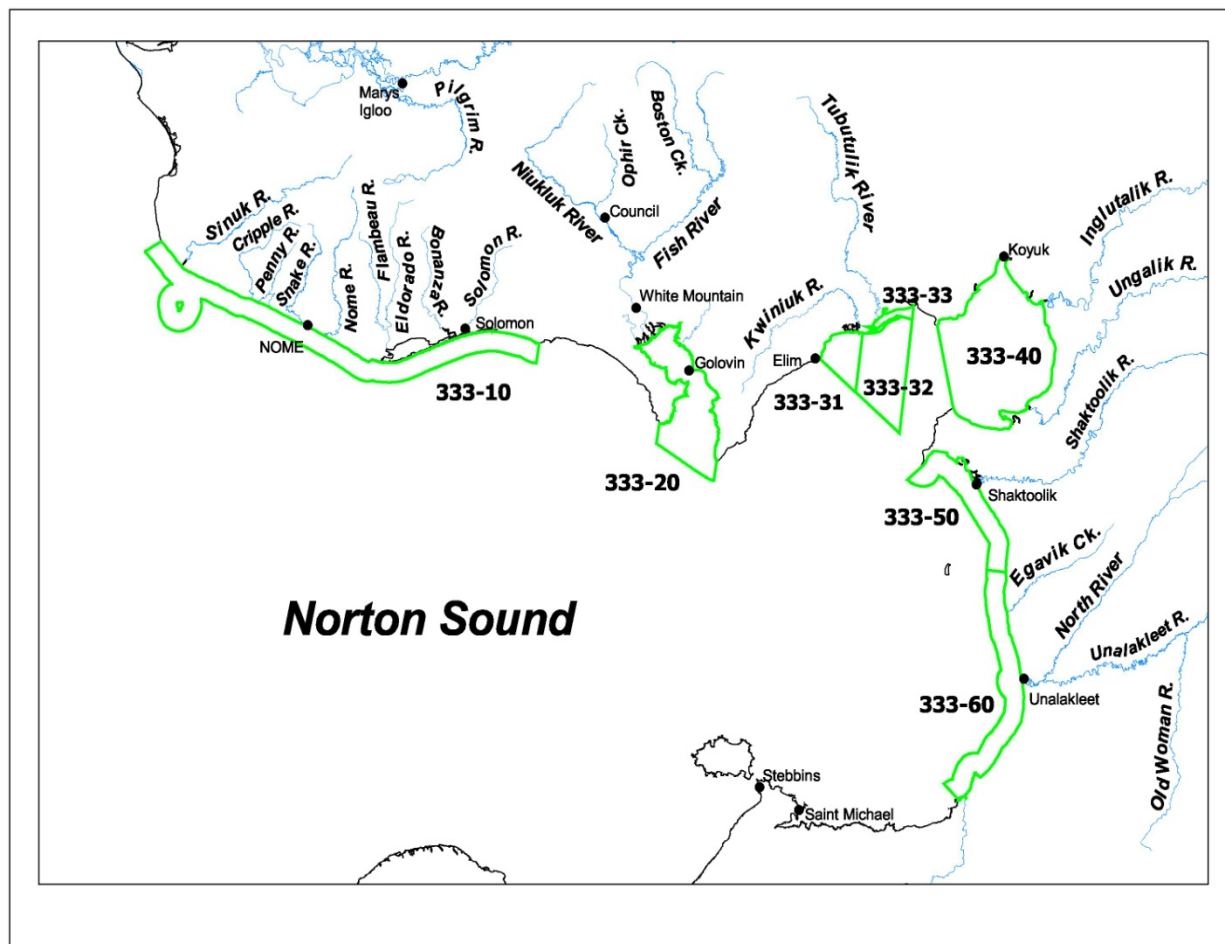 Marys
Igloo
Pilgrim R.
Sinuk R.
Cripple R.
Penny R.
Snake R.
Nome R.
Flambeau R.
Eldorado R.
Bonanza R.
Solomon R.
NOME
Solomon
333-10
Niukluk River
Ophir Ck.
Boston Ck.
Council
Fish River
White Mountain
Golovin
333-20
Kwiniuk R.
Tubutulik River
Elim
333-31
333-32
333-33
Koyuk
333-40
Inglutalik R.
Ungalik R.
Shaktoolik R.
Shaktoolik
333-50
Egavik Ck.
North River
Unalakleet R.
Unalakleet
333-60
Old Woman R.
Norton Sound
Stebbins
Saint Michael